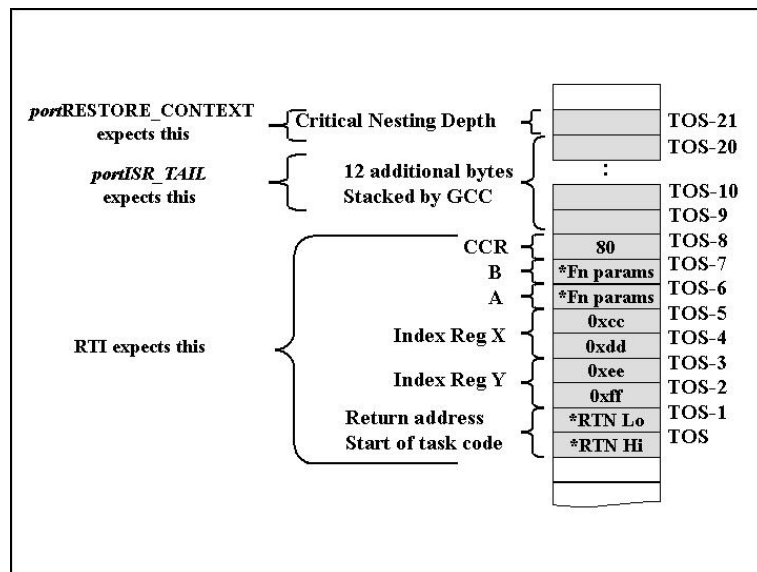 portRESTORE_CONTEXT
expects this
Critical Nesting Depth
TOS-21
TOS-20
portISR_TAIL
expects this
12 additional bytes
Stacked by GCC
:
TOS-10
TOS-9
CCR
80
TOS-8
B
*Fn params
TOS-7
A
*Fn params
TOS-6
Index Reg X
0xcc
TOS-5
0xdd
TOS-4
RTI expects this
Index Reg Y
0xee
TOS-3
0xff
TOS-2
Return address
Start of task code
*RTN Lo
TOS-1
*RTN Hi
TOS